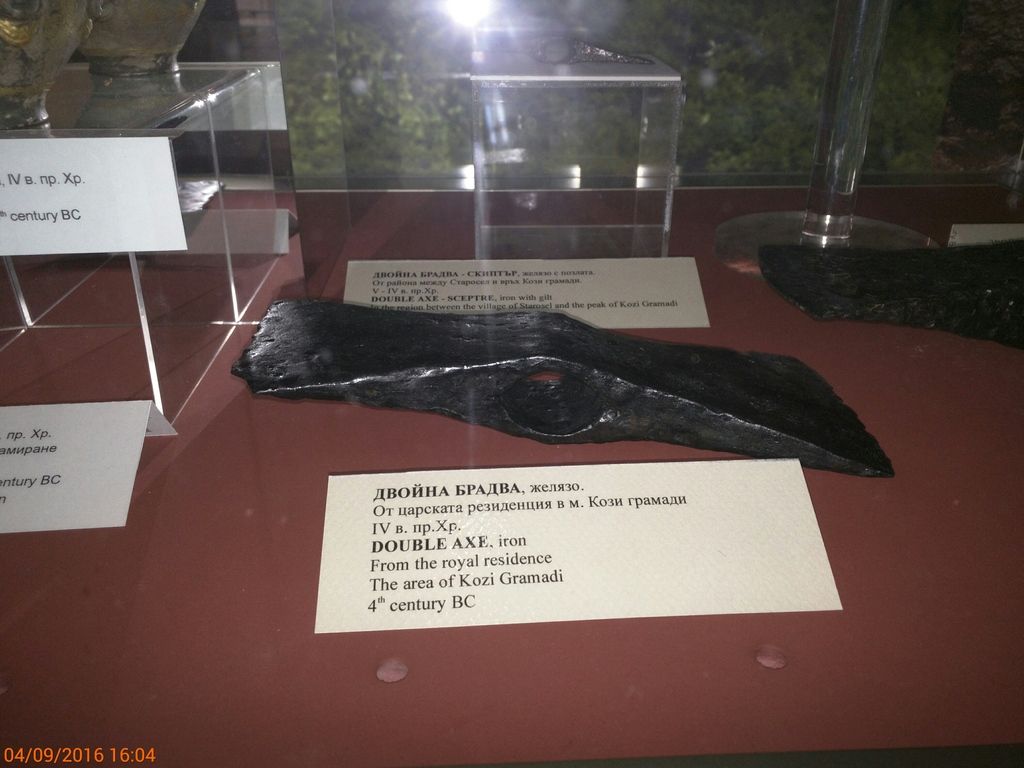 , IV в. пр. Хр.
th century BC
ДВОЙНА БРАДВА - СКИПТЪР, желязо с позлата.
От района между Старосел и връх Кози грамади.
V - IV в. пр.Хр.
DOUBLE AXE - SCEPTRE, iron with gilt
In the region between the village of Starosel and the peak of Kozi Gramadi
. пр. Хр.
амиране
entury BC
n
ДВОЙНА БРАДВА, желязо.
От царската резиденция в м. Кози грамади
IV в. пр.Хр.
DOUBLE AXE, iron
From the royal residence
The area of Kozi Gramadi
4th century BC
04/09/2016 16:04